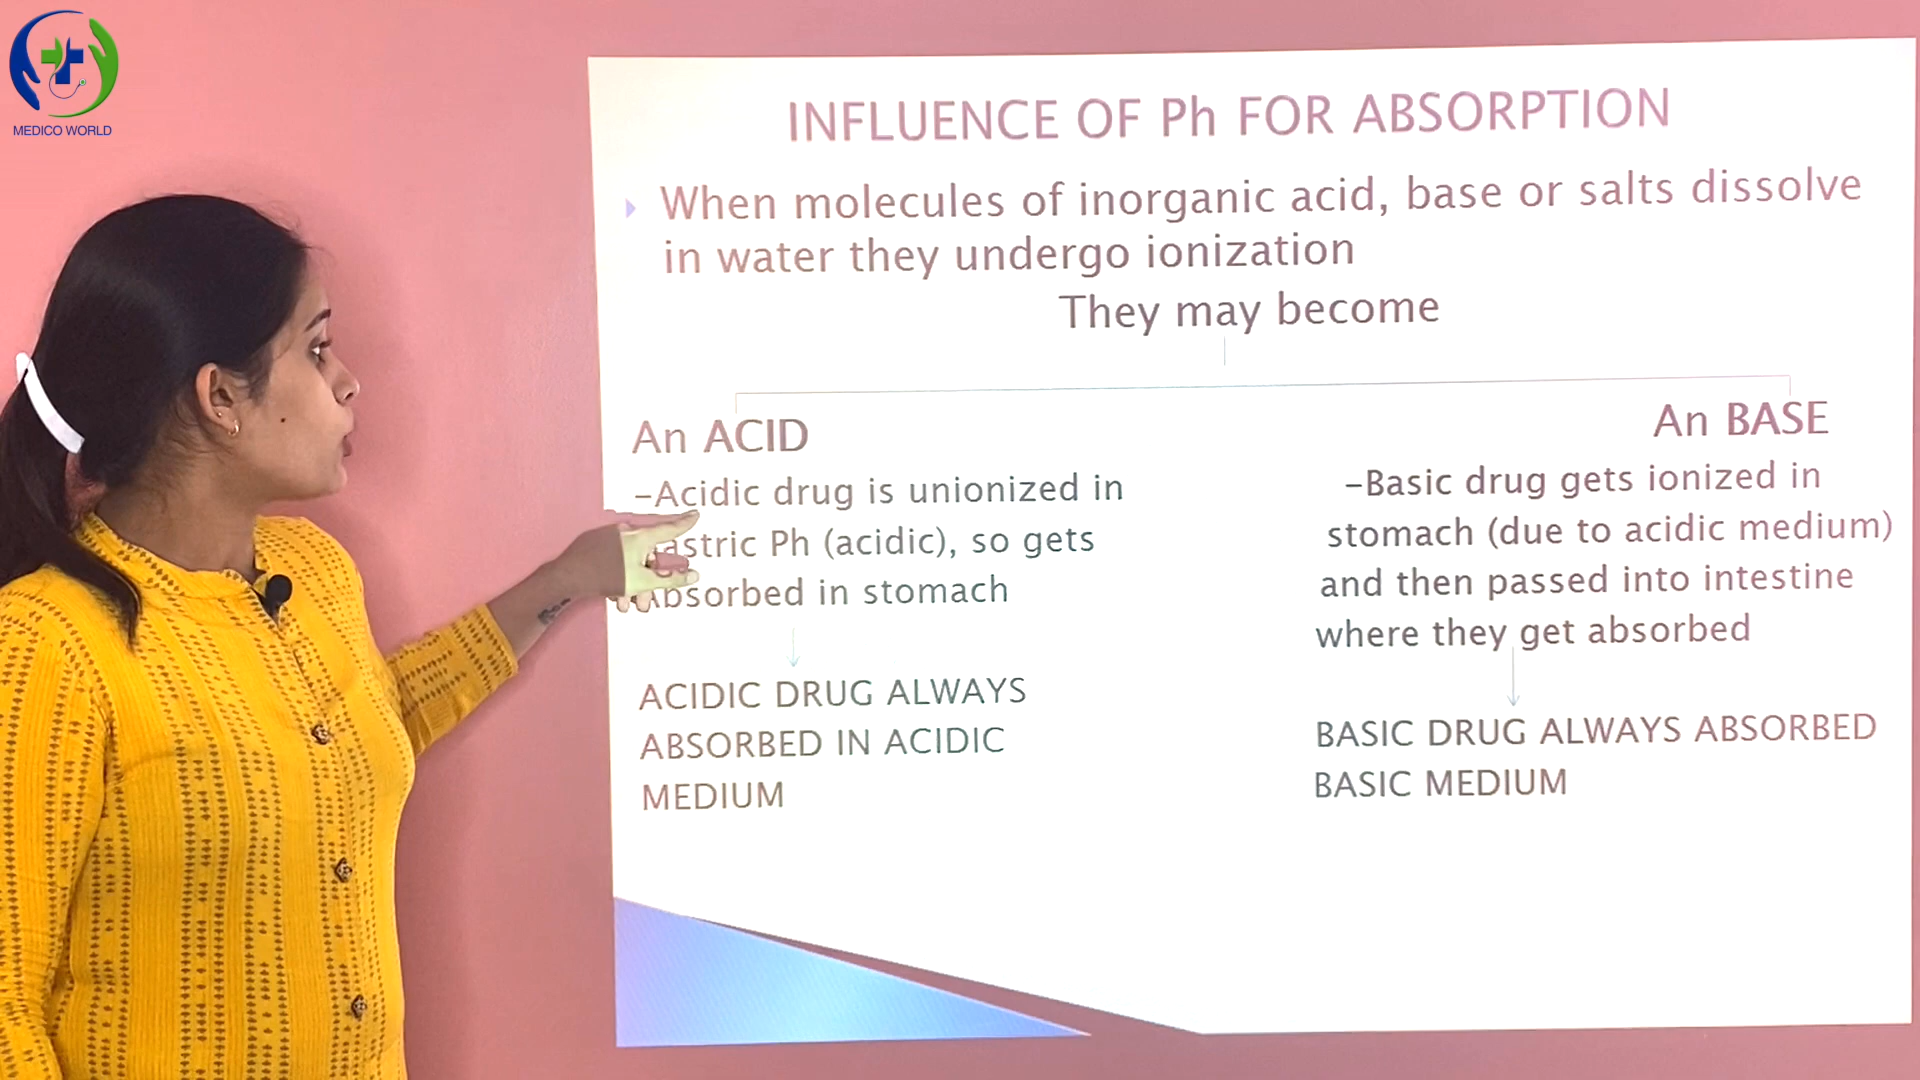 MEDICO WORLD
INFLUENCE OF Ph FOR ABSORPTION
When molecules of inorganic acid, base or salts dissolve
in water they undergo ionization
They may become
An ACID
-Acidic drug is unionized in
Ph (acidic), so gets
in stomach
ACIDIC DRUG ALWAYS
ABSORBED IN ACIDIC
MEDIUM
An BASE
-Basic drug gets ionized in
stomach (due to acidic medium)
and then passed into intestine
where they get absorbed
BASIC DRUG ALWAYS ABSORBED
BASIC MEDIUM